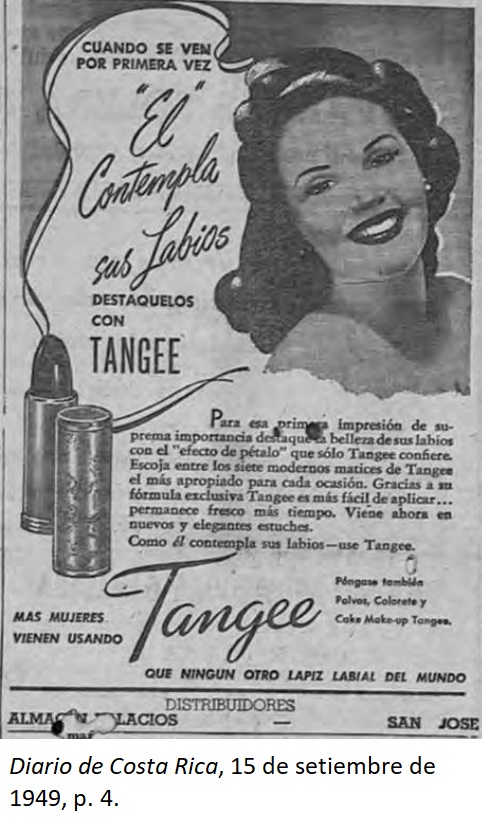 CUANDO SE VEN
POR PRIMERA VEZ
"El"
Contempla
sus Labios
DESTAQUELOS
CON
TANGEE
Para esa primera impresión de su-
prema importancia destaque la belleza de sus labios
con el "efecto de pétalo" que sólo Tangee confiere.
Escoja entre los siete modernos matices de Tangee
el más apropiado para cada ocasión. Gracias a su
fórmula exclusiva Tangee es más fácil de aplicar...
permanece fresco más tiempo. Viene ahora en
nuevos y elegantes estuches.
Como él contempla sus labios—use Tangee.
Tangee
Póngase también
Polvos, Colorete y
Cake Make-up Tangee.
MAS MUJERES
VIENEN USANDO
QUE NINGUN OTRO LAPIZ LABIAL DEL MUNDO
DISTRIBUIDORES
— SAN JOSE
Diario de Costa Rica, 15 de setiembre de
1949, p. 4.